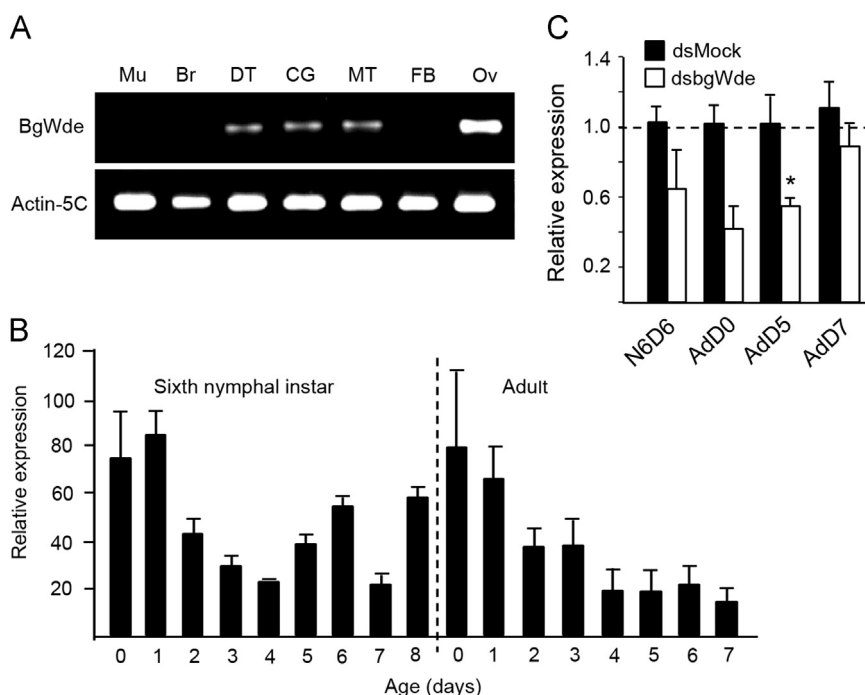 A
Mu Br DT CG MT FB Ov
BgWde
Actin-5C
C
dsMock
dsbgWde
Relative expression
1.4
1.0
0.6
0.2
*
N6D6 AdD0 AdD5 AdD7
B
Relative expression
120
100
80
60
40
20
Sixth nymphal instar Adult
0 1 2 3 4 5 6 7 8 0 1 2 3 4 5 6 7
Age (days)